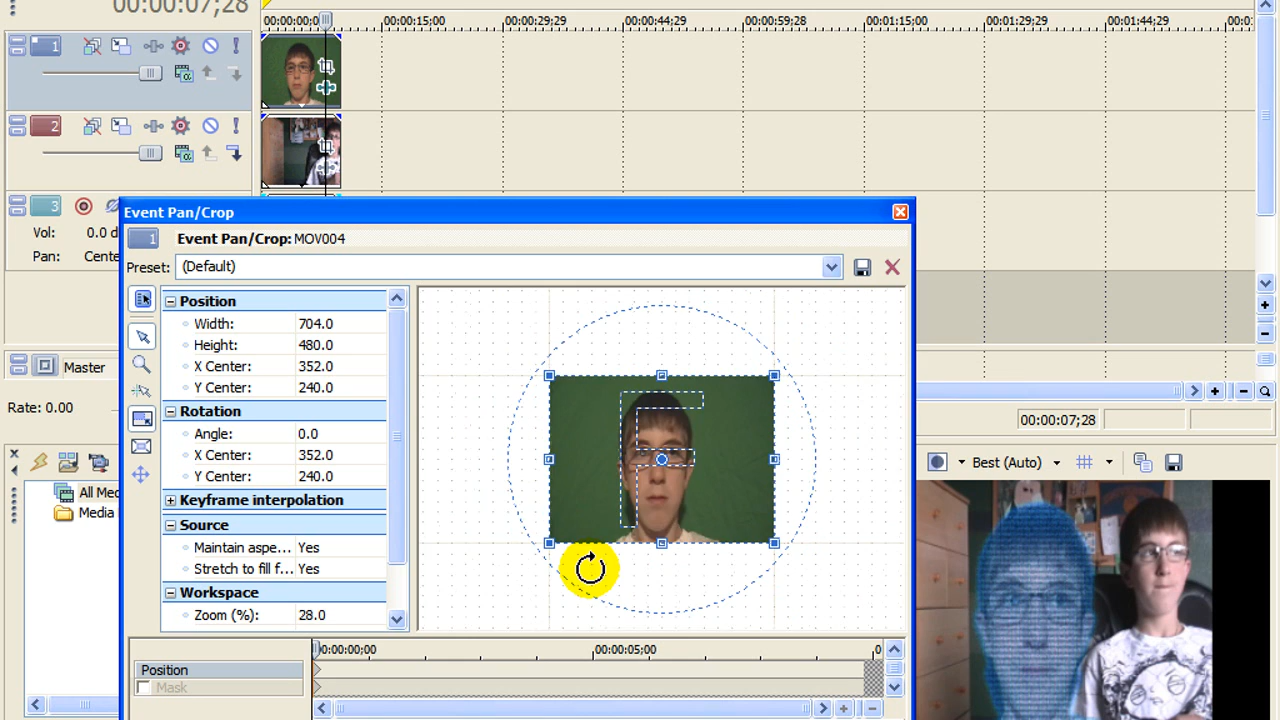 00:00:07;28
00:00:00;0
00:00:15;00
00:00:29;29
00:00:44;29
00:00:59;28
00:01:15;00
00:01:29;29
00:01:44;29
00:0
1
2
3
Vol: 0.0 d
Pan: Cente
Event Pan/Crop
1
Event Pan/Crop: MOV004
Preset: (Default)
Position
Width: 704.0
Height: 480.0
X Center: 352.0
Y Center: 240.0
Rotation
Angle: 0.0
X Center: 352.0
Y Center: 240.0
Keyframe interpolation
Source
Maintain aspe... Yes
Stretch to fill f... Yes
Workspace
Zoom (%): 28.0
Master
Rate: 0.00
All Med
Media
00:00:07;28
Best (Auto)
00:00:00
00:00:05;00
0
Position
Mask